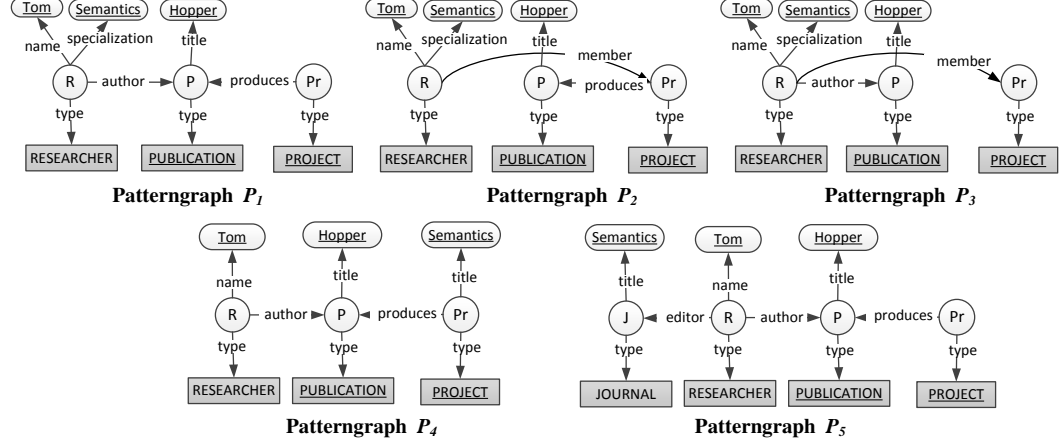 Tom Semantics Hopper
name specialization title
R author P produces Pr
type type type
RESEARCHER PUBLICATION PROJECT
Patterngraph P1
Tom Semantics Hopper
name specialization title member
R P produces Pr
type type type
RESEARCHER PUBLICATION PROJECT
Patterngraph P2
Tom Semantics Hopper
name specialization title member
R author P Pr
type type type
RESEARCHER PUBLICATION PROJECT
Patterngraph P3
Tom Hopper Semantics
name title title
R author P produces Pr
type type type
RESEARCHER PUBLICATION PROJECT
Patterngraph P4
Semantics Tom Hopper
title name title
J editor R author P produces Pr
type type type type
JOURNAL RESEARCHER PUBLICATION PROJECT
Patterngraph P5